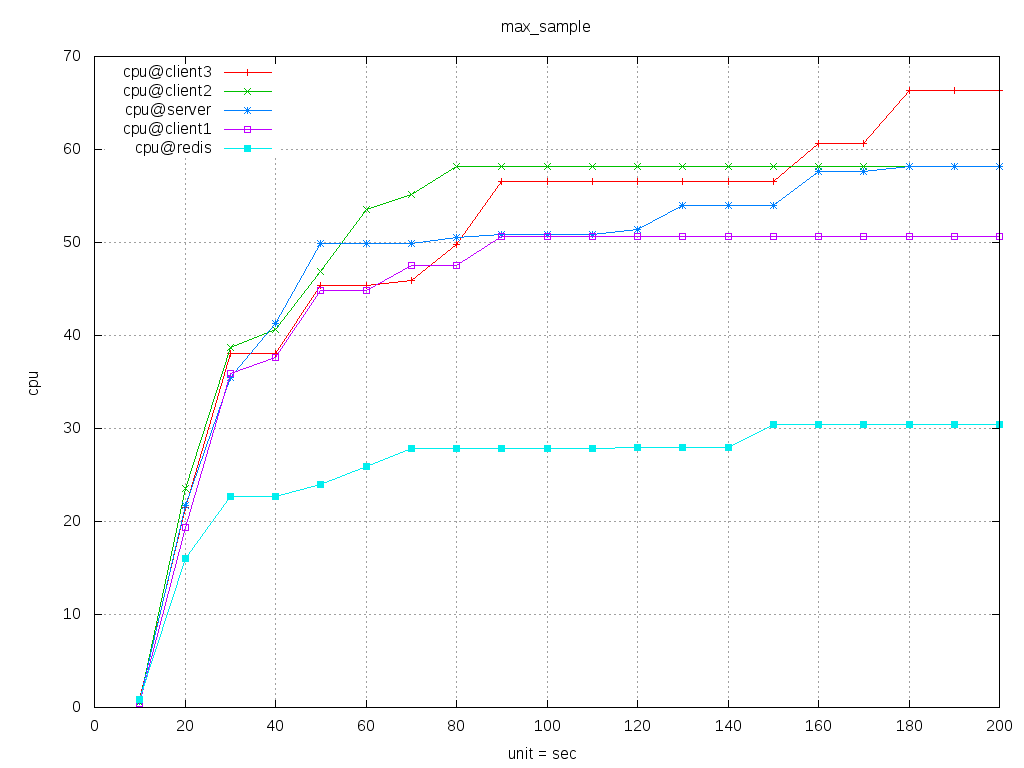 max_sample
70
60
50
40
30
20
10
0
cpu
cpu@client3
cpu@client2
cpu@server
cpu@client1
cpu@redis
0 20 40 60 80 100 120 140 160 180 200
unit = sec